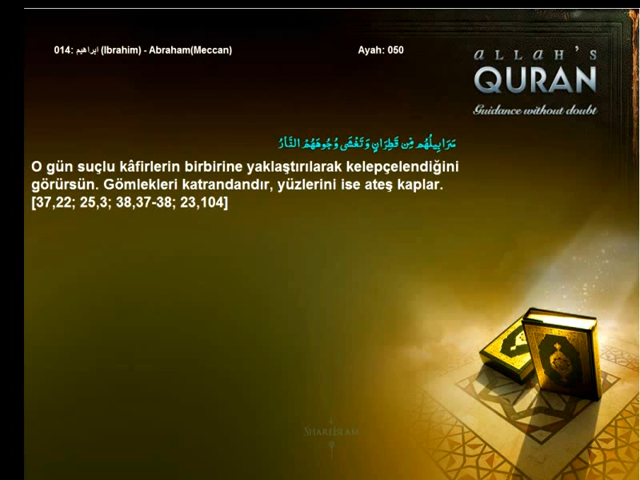 014: ابراهيم (Ibrahim) - Abraham(Meccan) Ayah: 050
ALLAH'S
QURAN
Guidance without doubt
سَرَابِيلُهُم مِّن قَطِرَانٍ وَتَغْشَى وُجُوهَهُمْ النَّارُ
O gün suçlu kâfirlerin birbirine yaklaştırılarak kelepçelendiğini
görürsün. Gömlekleri katrandandır, yüzlerini ise ateş kaplar.
[37,22; 25,3; 38,37-38; 23,104]
ShareIslam